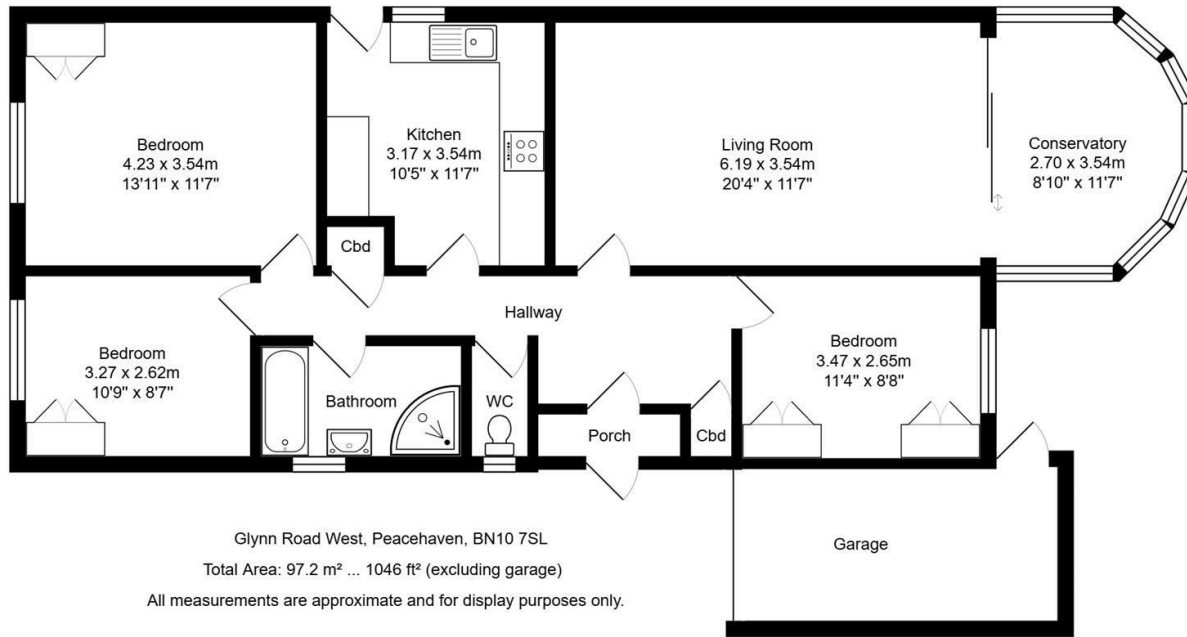 Bedroom
4.23 x 3.54m
13'11" x 11'7"
Kitchen
3.17 x 3.54m
10'5" x 11'7"
Living Room
6.19 x 3.54m
20'4" x 11'7"
Conservatory
2.70 x 3.54m
8'10" x 11'7"
Cbd
Hallway
Bedroom
3.27 x 2.62m
10'9" x 8'7"
Bathroom
WC
Porch
Cbd
Bedroom
3.47 x 2.65m
11'4" x 8'8"
Garage
Glynn Road West, Peacehaven, BN10 7SL
Total Area: 97.2 m² ... 1046 ft² (excluding garage)
All measurements are approximate and for display purposes only.